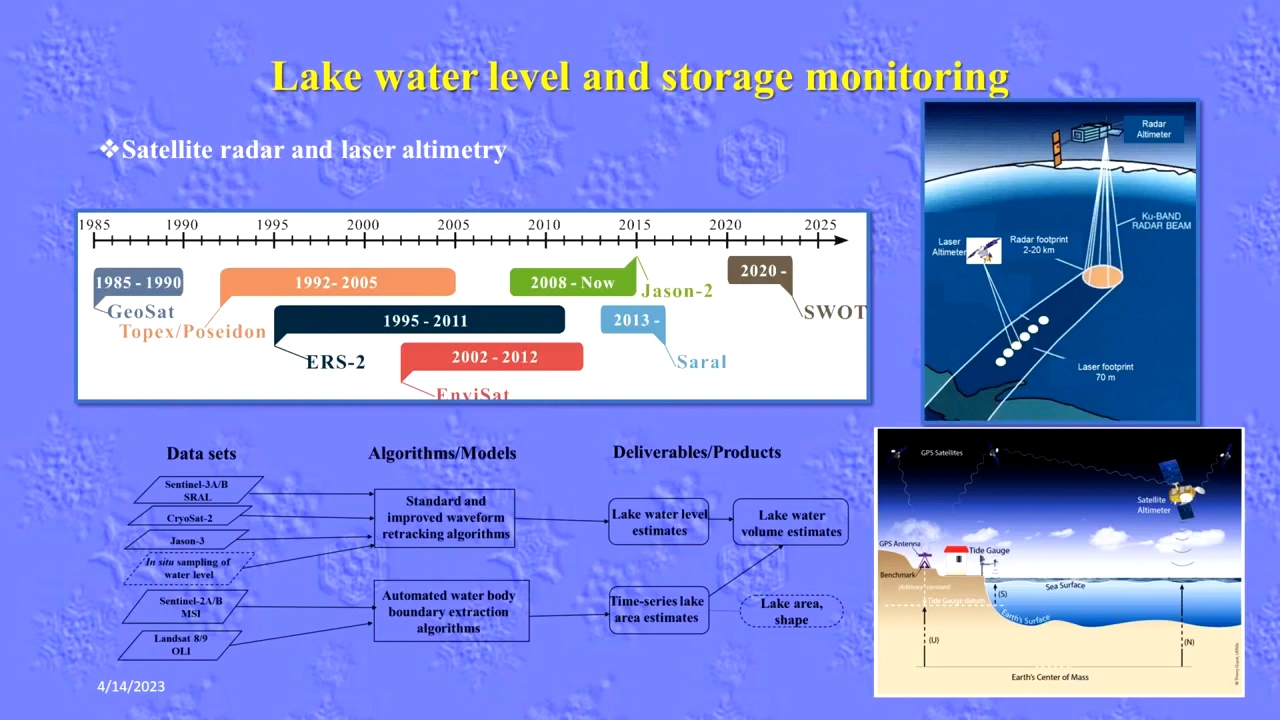 Lake water level and storage monitoring
❖Satellite radar and laser altimetry
1985 1990 1995 2000 2005 2010 2015 2020 2025
1985 - 1990
1992- 2005
2008 - Now
2020 -
GeoSat
Topex/Poseidon
Jason-2
SWOT
1995 - 2011
2013 -
ERS-2
Saral
2002 - 2012
EnviSat
Radar
Altimeter
Ku-BAND
RADAR BEAM
Laser
Altimeter
Radar footprint
2-20 km
Laser footprint
70 m
Data sets
Algorithms/Models
Deliverables/Products
Sentinel-3A/B
SRAL
CryoSat-2
Jason-3
In situ sampling of
water level
Sentinel-2A/B
MSI
Landsat 8/9
OLI
Standard and
improved waveform
retracking algorithms
Automated water body
boundary extraction
algorithms
Lake water level
estimates
Lake water
volume estimates
Time-series lake
area estimates
Lake area,
shape
GPS Satellites
Satellite
Altimeter
GPS Antenna
Tide Gauge
Benchmark
Tide Gauge datum
(S)
Sea Surface
Earth's Surface
(U)
(N)
Earth's Center of Mass
4/14/2023